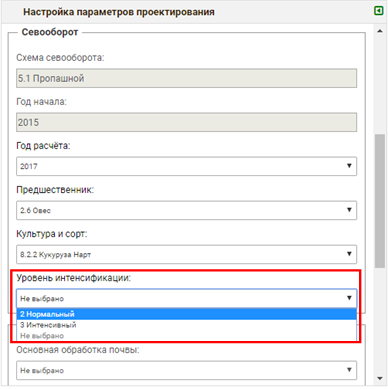 Настройка параметров проектирования
Севооборот
Схема севооборота:
5.1 Пропашной
Год начала:
2015
Год расчёта:
2017
Предшественник:
2.6 Овес
Культура и сорт:
8.2.2 Кукуруза Нарт
Уровень интенсификации:
Не выбрано
2 Нормальный
3 Интенсивный
Не выбрано
Основная обработка почвы:
Не выбрано